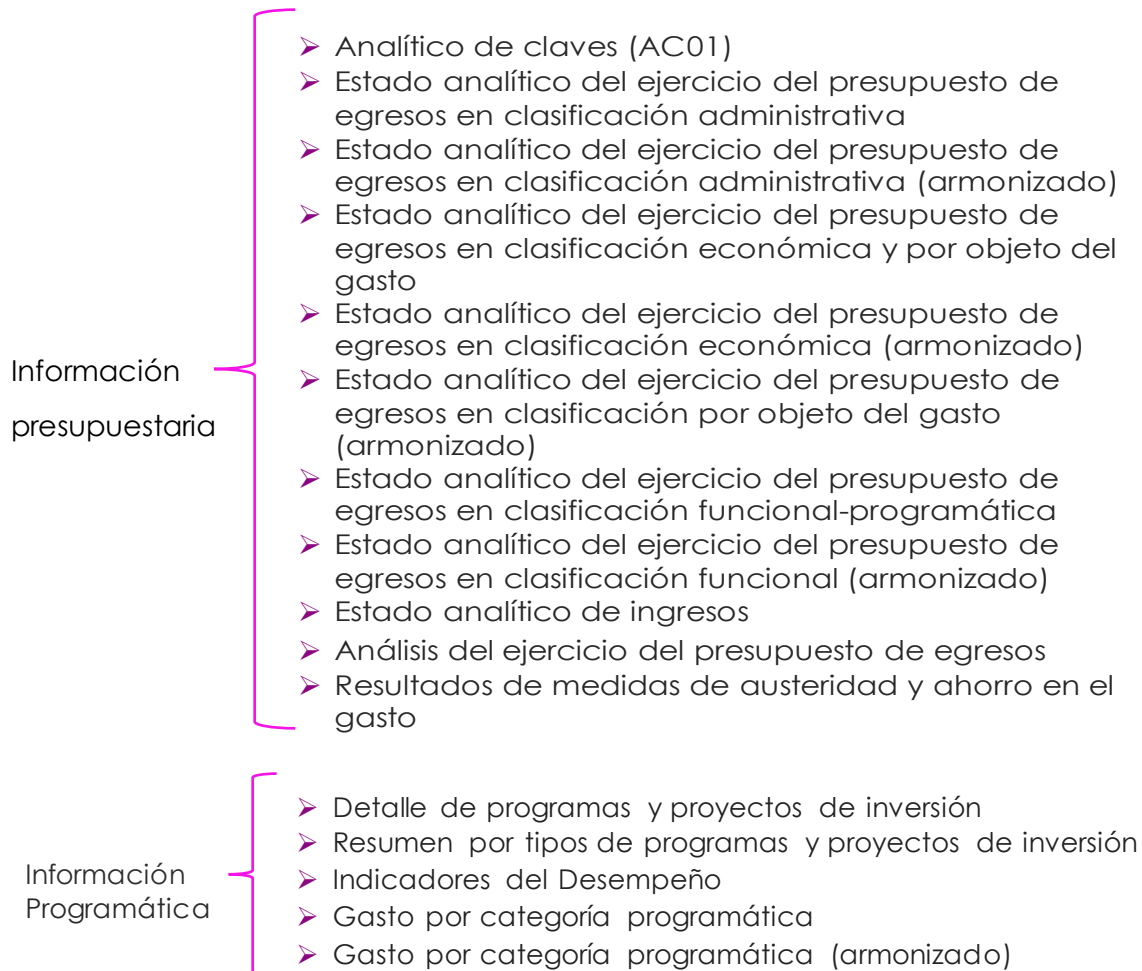 Información
presupuestaria
➢ Analítico de claves (AC01)
➢ Estado analítico del ejercicio del presupuesto de
egresos en clasificación administrativa
➢ Estado analítico del ejercicio del presupuesto de
egresos en clasificación administrativa (armonizado)
➢ Estado analítico del ejercicio del presupuesto de
egresos en clasificación económica y por objeto del
gasto
➢ Estado analítico del ejercicio del presupuesto de
egresos en clasificación económica (armonizado)
➢ Estado analítico del ejercicio del presupuesto de
egresos en clasificación por objeto del gasto
(armonizado)
➢ Estado analítico del ejercicio del presupuesto de
egresos en clasificación funcional-programática
➢ Estado analítico del ejercicio del presupuesto de
egresos en clasificación funcional (armonizado)
➢ Estado analítico de ingresos
➢ Análisis del ejercicio del presupuesto de egresos
➢ Resultados de medidas de austeridad y ahorro en el
gasto
Información
Programática
➢ Detalle de programas y proyectos de inversión
➢ Resumen por tipos de programas y proyectos de inversión
➢ Indicadores del Desempeño
➢ Gasto por categoría programática
➢ Gasto por categoría programática (armonizado)